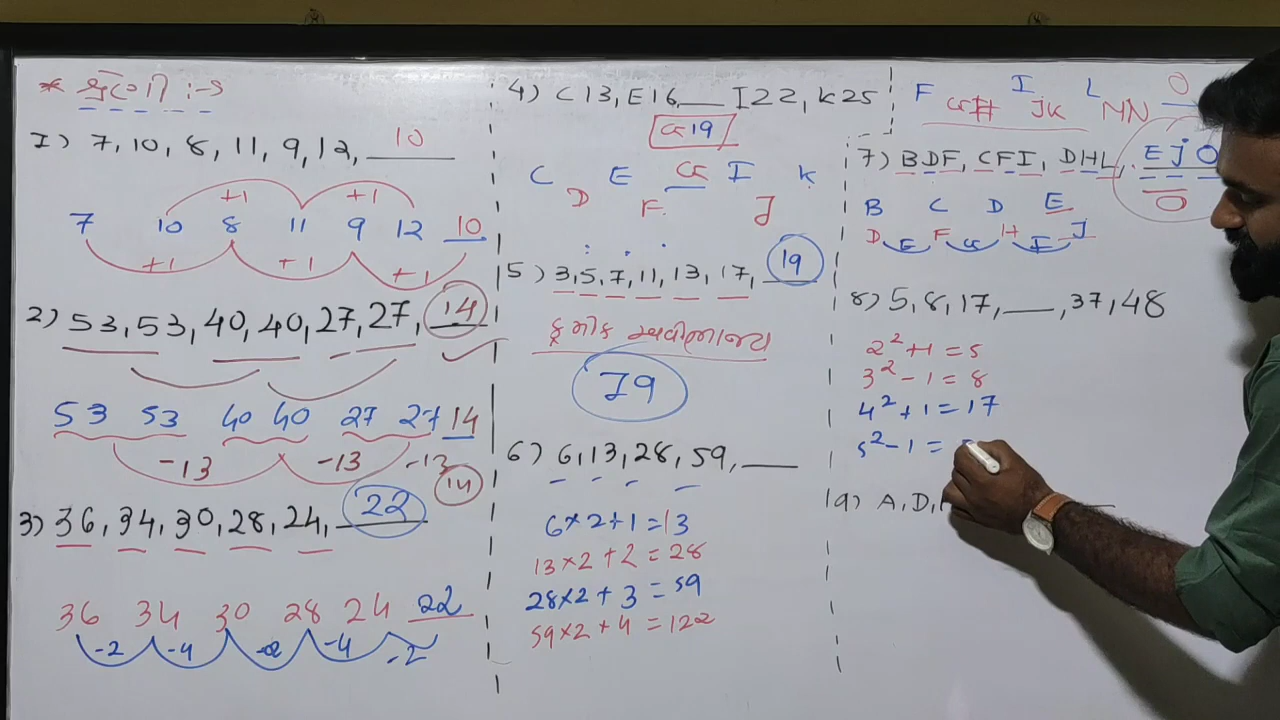 * શ્રેણી :->
1) 7, 10, 8, 11, 9, 12, 10
+1 +1
7 10 8 11 9 12 10
+1 +1 +1
2) 53, 53, 40, 40, 27, 27, 14
53 53 40 40 27 27 14
-13 -13 -13
14
3) 36, 34, 30, 28, 24, 22
36 34 30 28 24 22
-2 -4 -2 -4 -2
4) C13, E16, ___ I22, K25
G19
C E G I K
D F J
5) 3, 5, 7, 11, 13, 17, 19
19
6) 6, 13, 28, 59, ___
6×2+1=13
13×2+2=28
28×2+3=59
59×2+4=122
F GH I JK L MN O
7) BDF, CFI, DHL, EJO
O
B C D E
D E F G H I J
8) 5, 8, 17, ___, 37, 48
2²+1=5
3²-1=8
4²+1=17
5²-1=
9) A, D,